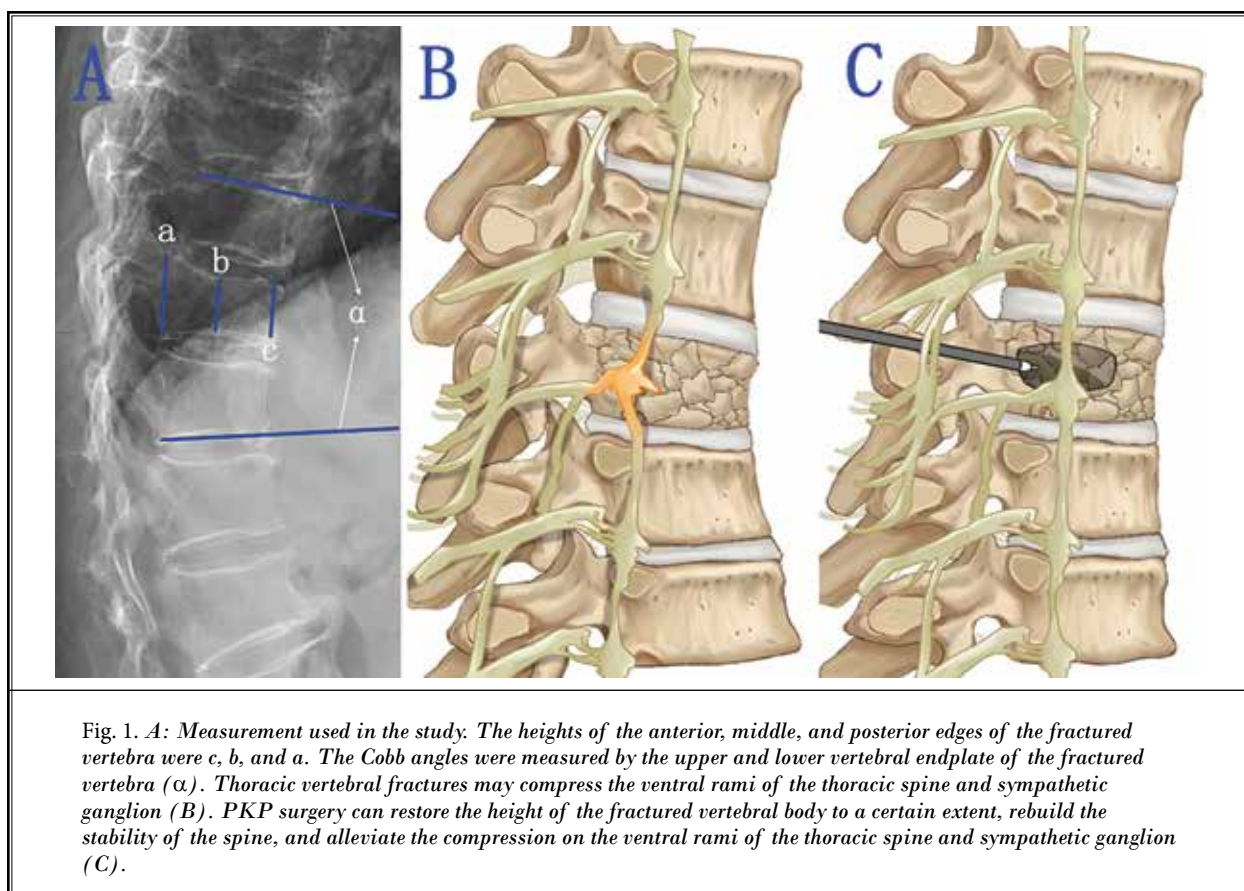 A
B
C
a
b
c
α
Fig. 1. A: Measurement used in the study. The heights of the anterior, middle, and posterior edges of the fractured
vertebra were c, b, and a. The Cobb angles were measured by the upper and lower vertebral endplate of the fractured
vertebra (α). Thoracic vertebral fractures may compress the ventral rami of the thoracic spine and sympathetic
ganglion (B). PKP surgery can restore the height of the fractured vertebral body to a certain extent, rebuild the
stability of the spine, and alleviate the compression on the ventral rami of the thoracic spine and sympathetic ganglion
(C).